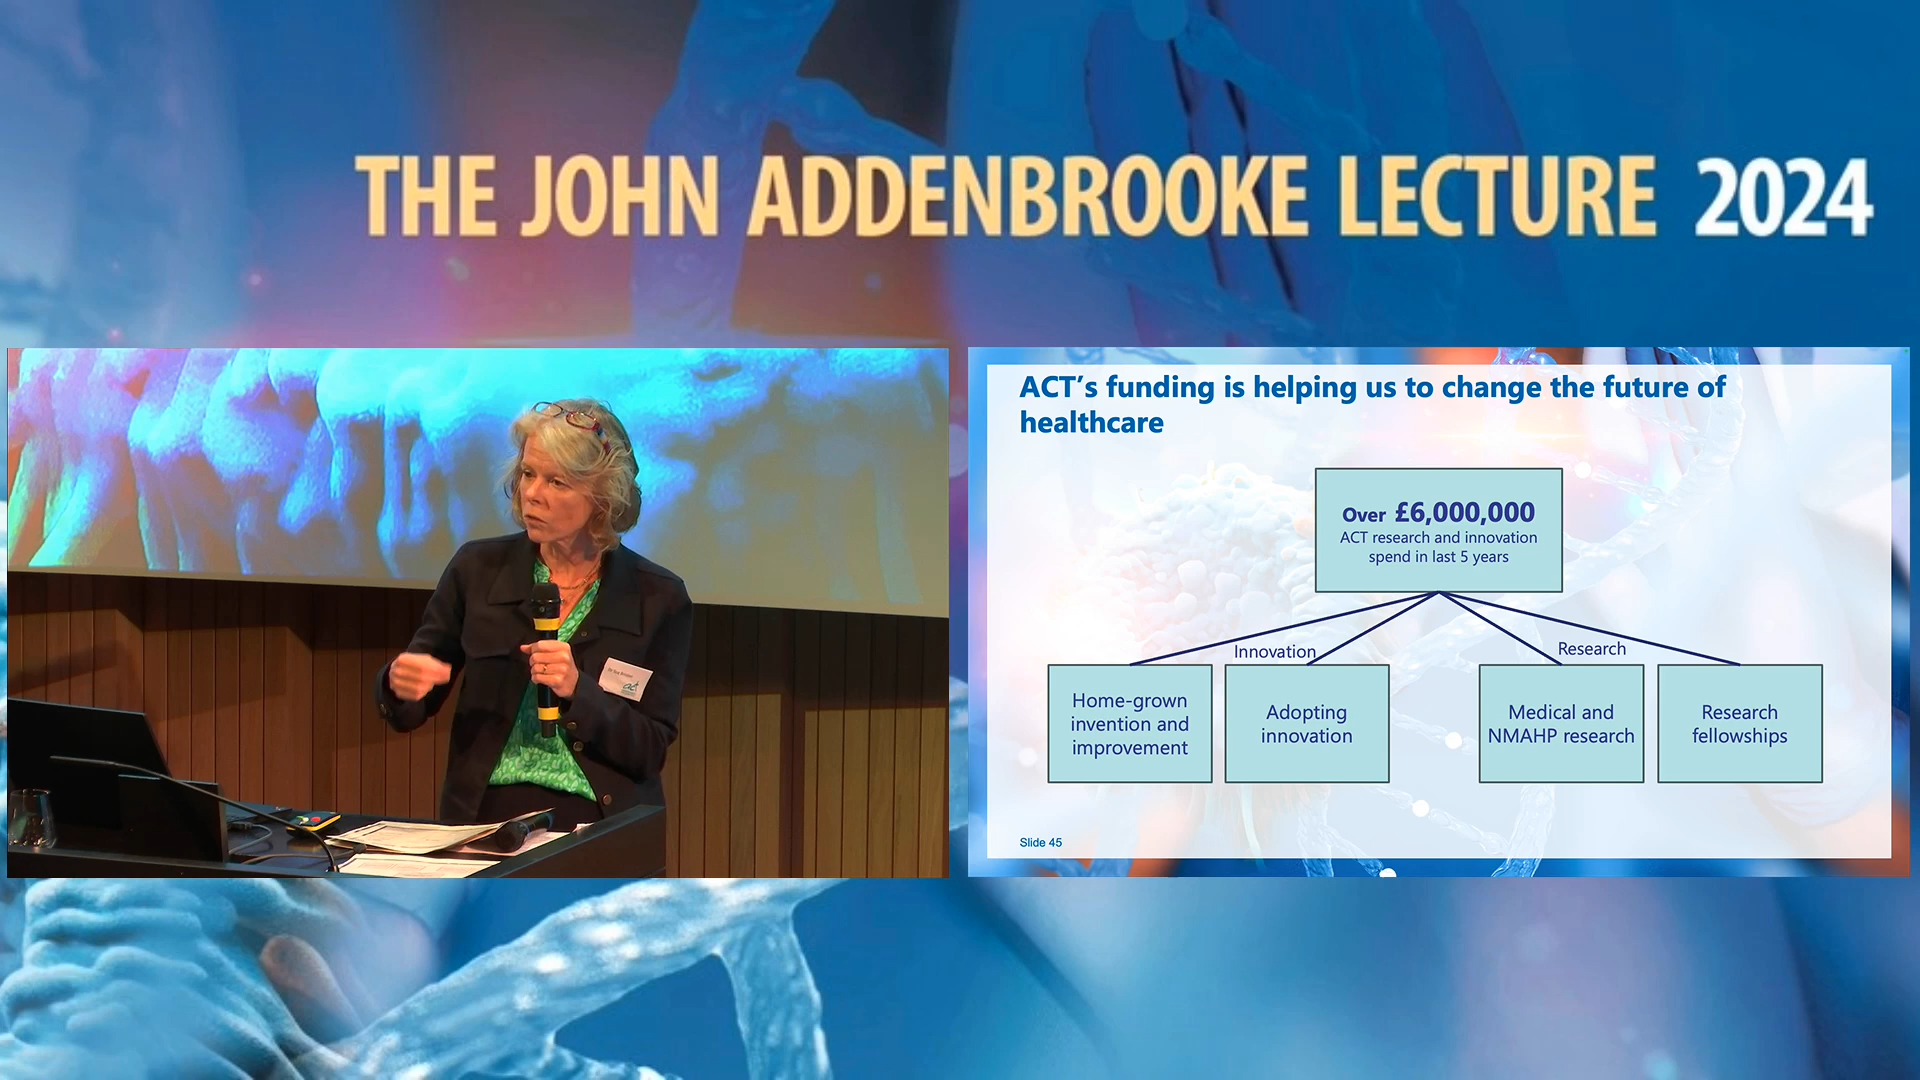 THE JOHN ADDENBROOKE LECTURE 2024
act
ACT's funding is helping us to change the future of
healthcare
Over £6,000,000
ACT research and innovation
spend in last 5 years
Innovation
Research
Home-grown
invention and
improvement
Adopting
innovation
Medical and
NMAHP research
Research
fellowships
Slide 45